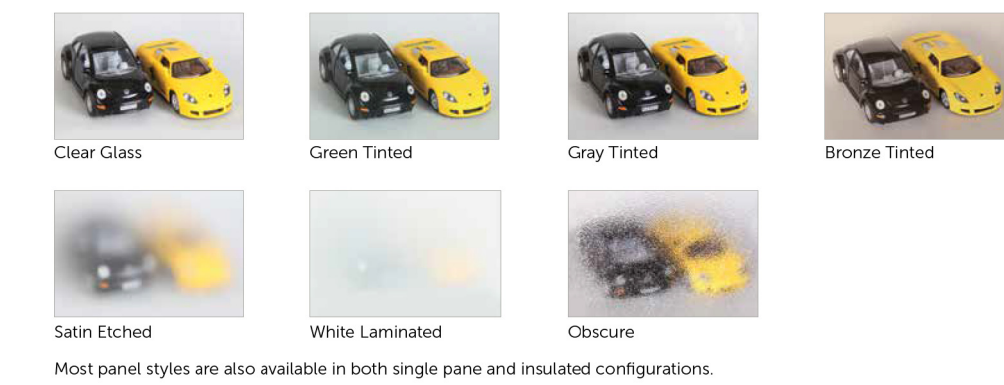 Clear Glass
Green Tinted
Gray Tinted
Bronze Tinted
Satin Etched
White Laminated
Obscure
Most panel styles are also available in both single pane and insulated configurations.